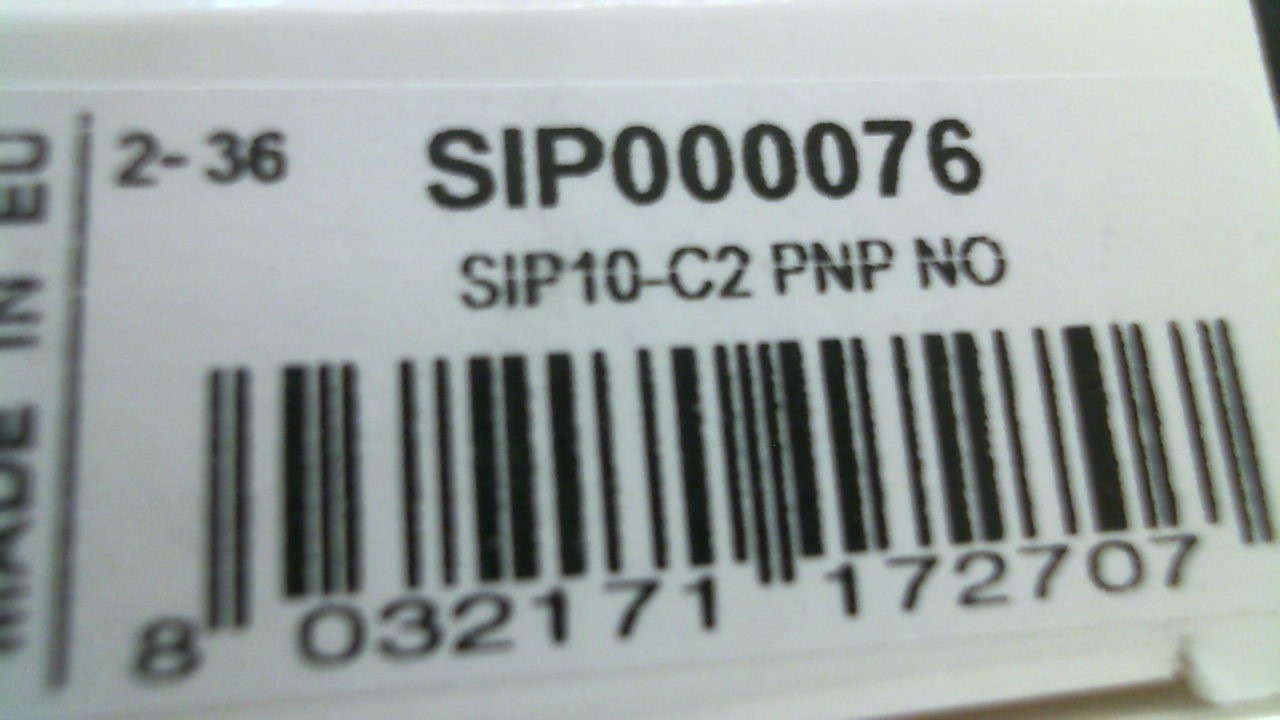 MADE IN EU
2-36
SIP000076
SIP10-C2 PNP NO
8 032171 172707